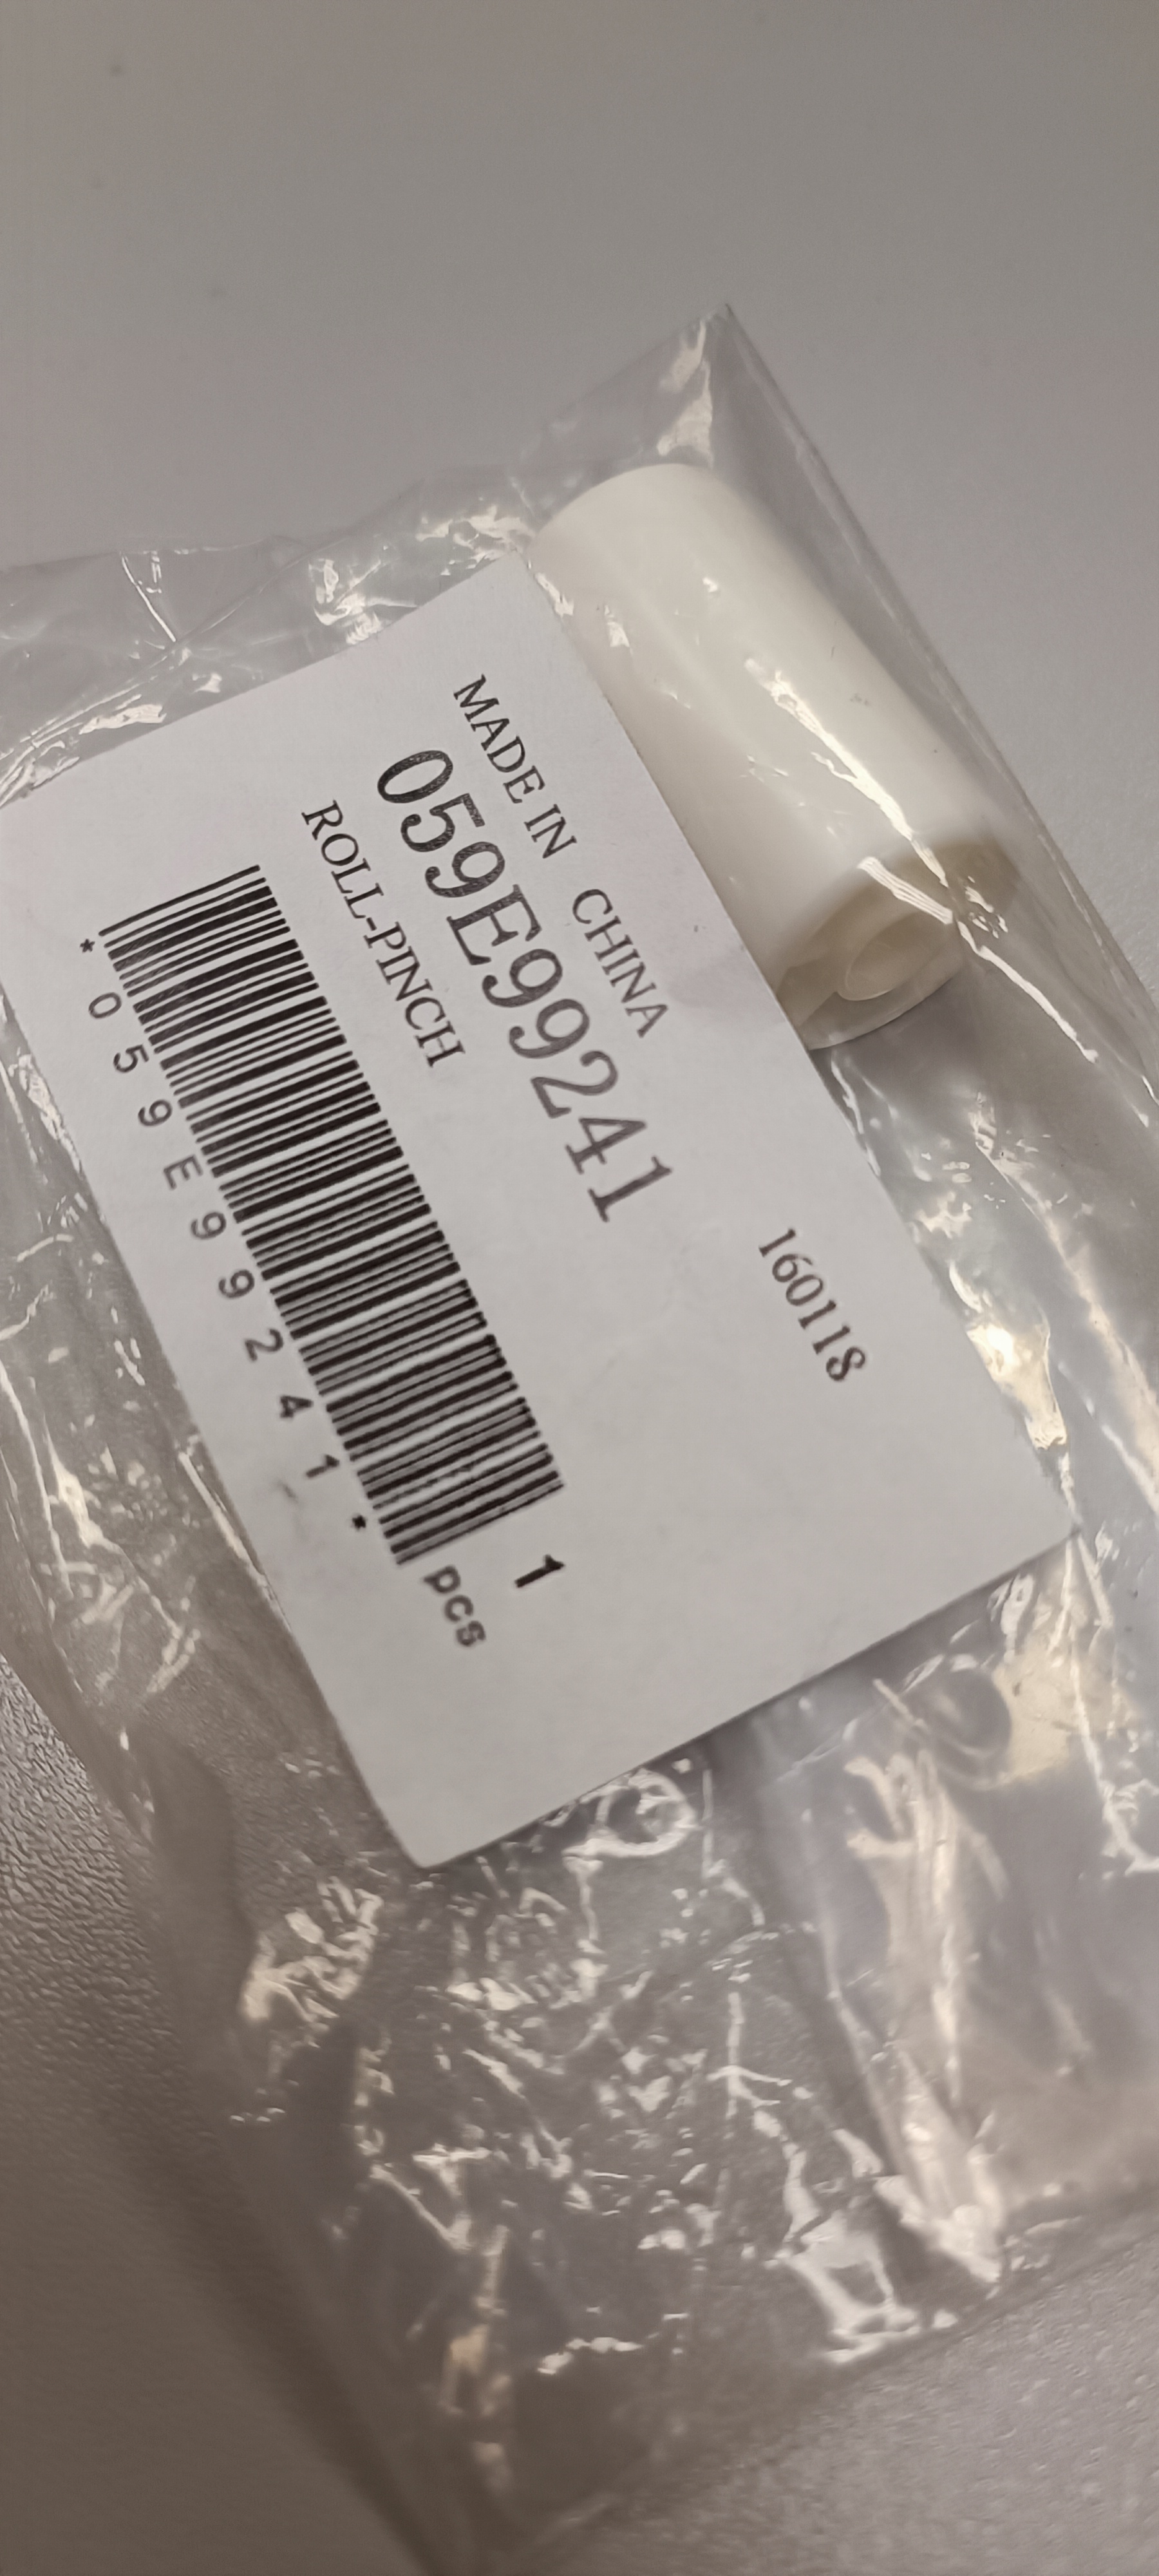 160118
MADE IN CHINA
059E99241
ROLL-PINCH
*059E99241*
1
pcs